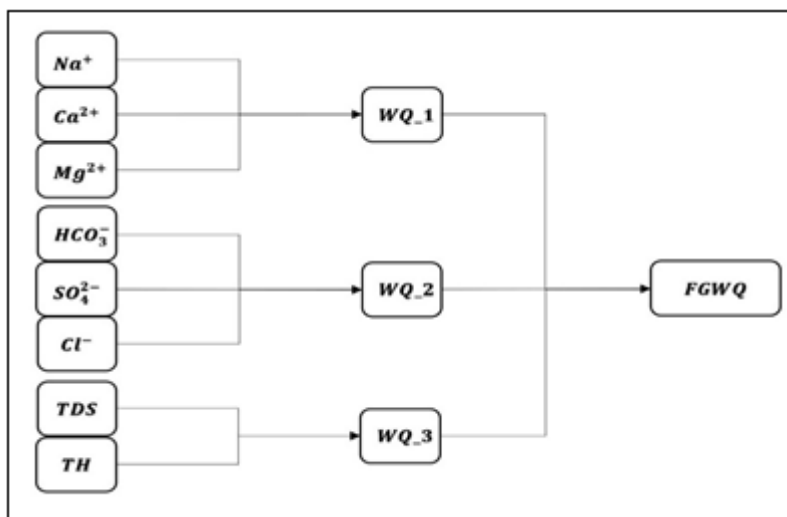 Na⁺
Ca²⁺
Mg²⁺
WQ_1
HCO₃⁻
SO₄²⁻
Cl⁻
WQ_2
TDS
TH
WQ_3
FGWQ